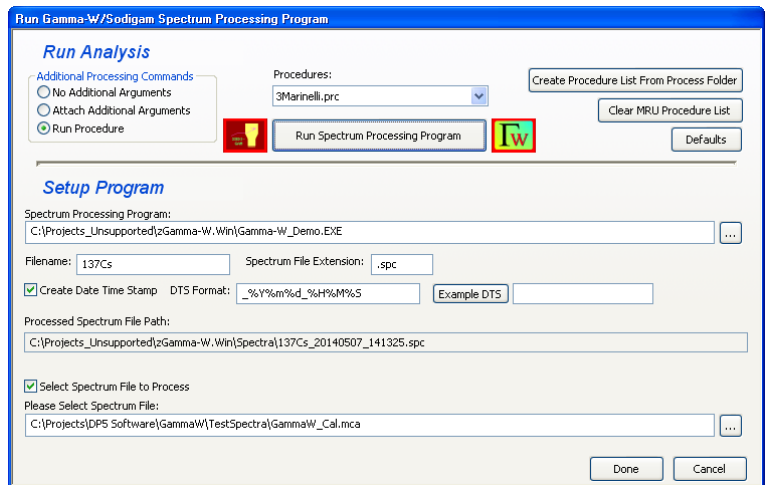 Run Gamma-W/Sodigam Spectrum Processing Program
Run Analysis
Additional Processing Commands
No Additional Arguments
Attach Additional Arguments
Run Procedure
Procedures:
3Marinelli.prc
Run Spectrum Processing Program
Γw
Create Procedure List From Process Folder
Clear MRU Procedure List
Defaults
Setup Program
Spectrum Processing Program:
C:\Projects_Unsupported\zGamma-W.Win\Gamma-W_Demo.EXE
...
Filename: 137Cs Spectrum File Extension: .spc
Create Date Time Stamp DTS Format: _%Y%m%d_%H%M%S Example DTS
Processed Spectrum File Path:
C:\Projects_Unsupported\zGamma-W.Win\Spectra\137Cs_20140507_141325.spc
Select Spectrum File to Process
Please Select Spectrum File:
C:\Projects\DP5 Software\GammaW\TestSpectra\GammaW_Cal.mca
...
Done Cancel